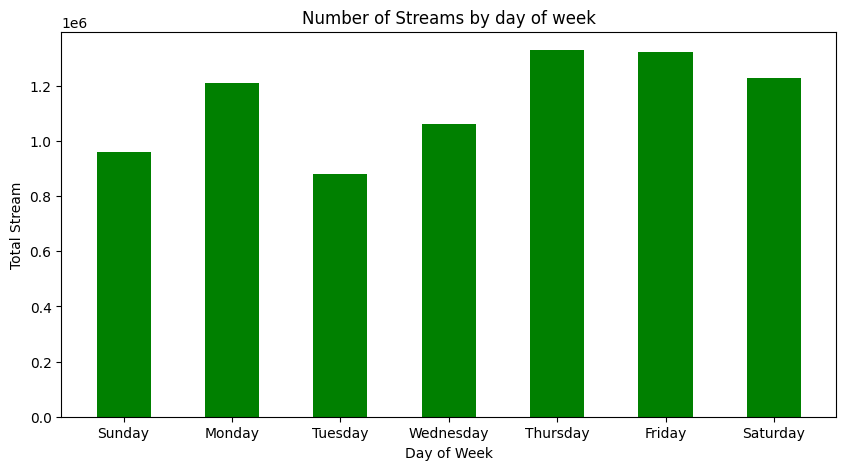 Number of Streams by day of week
1e6
1.2
1.0
0.8
0.6
0.4
0.2
0.0
Total Stream
Sunday Monday Tuesday Wednesday Thursday Friday Saturday
Day of Week